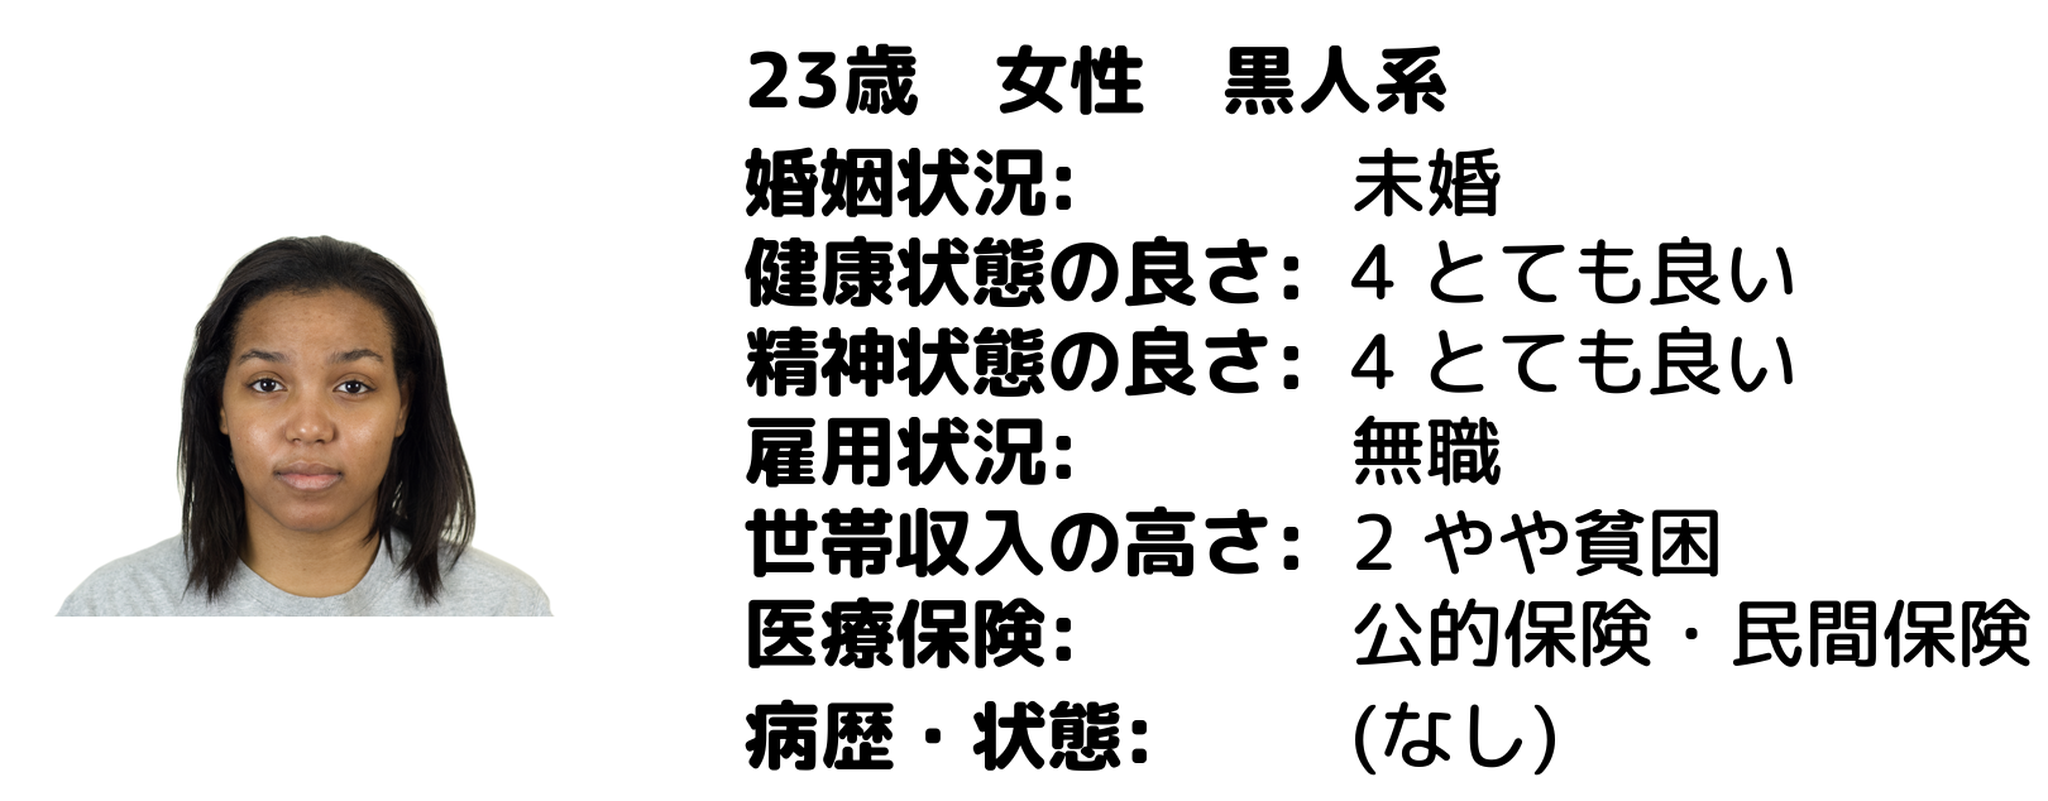 23歳　女性　黒人系
婚姻状況: 未婚
健康状態の良さ: 4 とても良い
精神状態の良さ: 4 とても良い
雇用状況: 無職
世帯収入の高さ: 2 やや貧困
医療保険: 公的保険・民間保険
病歴・状態: (なし)